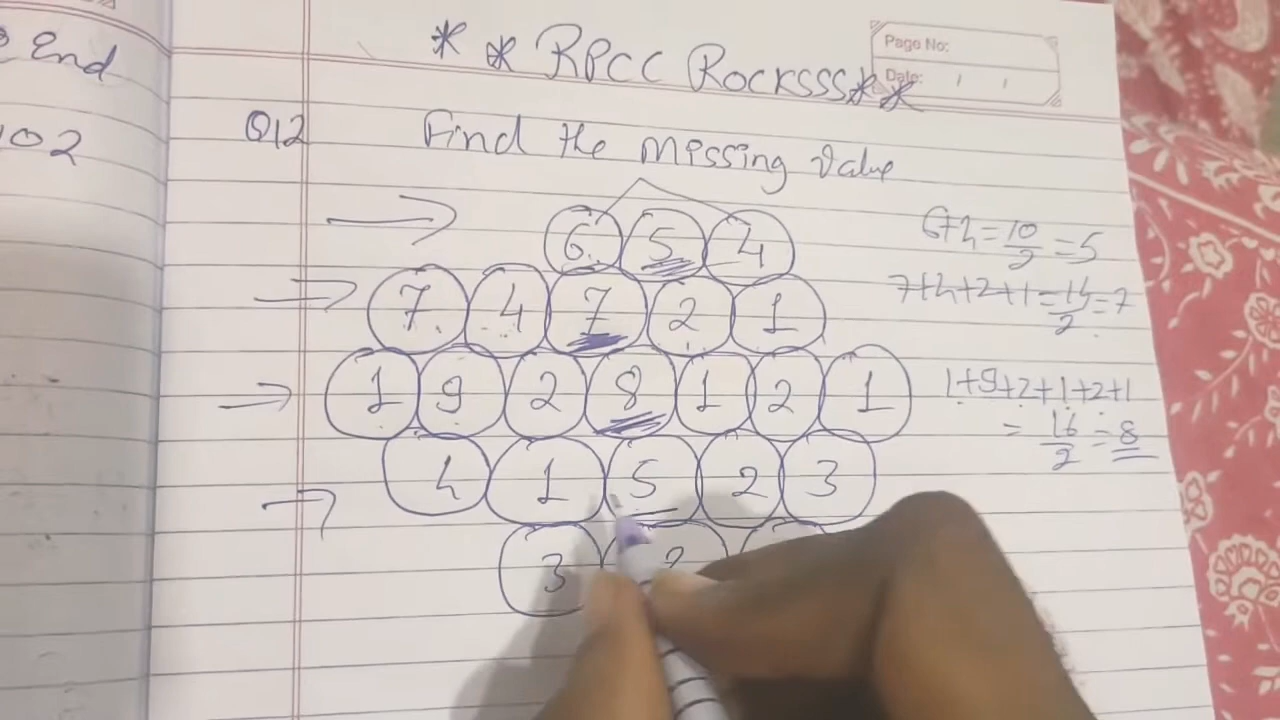 End
102
* * RPCC Rocksss * *
Page No:
Date:
Q12 Find the missing value
6 5 4
7 4 7 2 1
1 9 2 8 1 2 1
4 1 5 2 3
3 ?
6+4=10/2=5
7+4+2+1=14/2=7
1+9+2+1+2+1
= 16/2=8